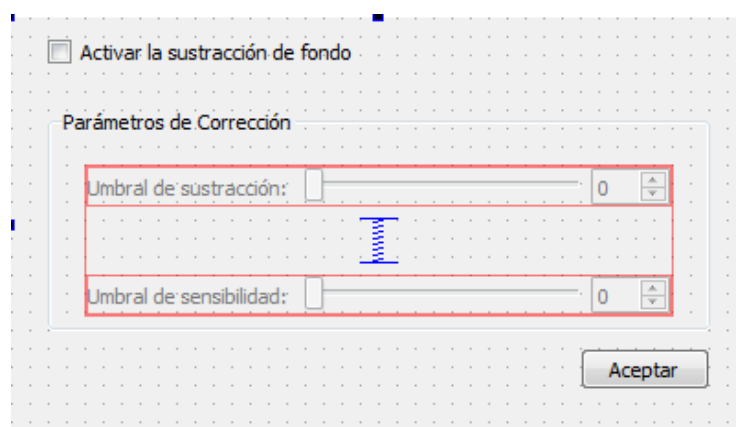 Activar la sustracción de fondo
Parámetros de Corrección
Umbral de sustracción: 0
Umbral de sensibilidad: 0
Aceptar